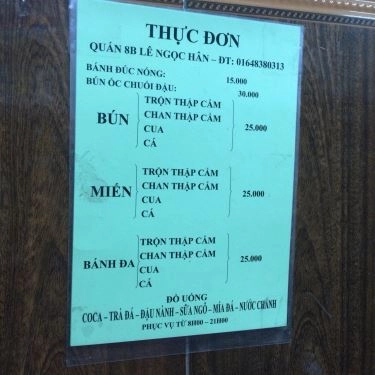 THỰC ĐƠN
QUÁN 8B LÊ NGỌC HÂN – ĐT: 01648380313
BÁNH ĐÚC NÓNG: 15.000
BÚN ỐC CHUỐI ĐẬU: 30.000
BÚN
TRỘN THẬP CẨM
CHAN THẬP CẨM
CUA
CÁ
25.000
MIẾN
TRỘN THẬP CẨM
CHAN THẬP CẨM
CUA
CÁ
25.000
BÁNH ĐA
TRỘN THẬP CẨM
CHAN THẬP CẨM
CUA
CÁ
25.000
ĐỒ UỐNG
COCA – TRÀ ĐÁ – ĐẬU NÀNH – SỮA NGÔ – MÍA ĐÁ – NƯỚC CHANH
PHỤC VỤ TỪ 8H00 – 21H00